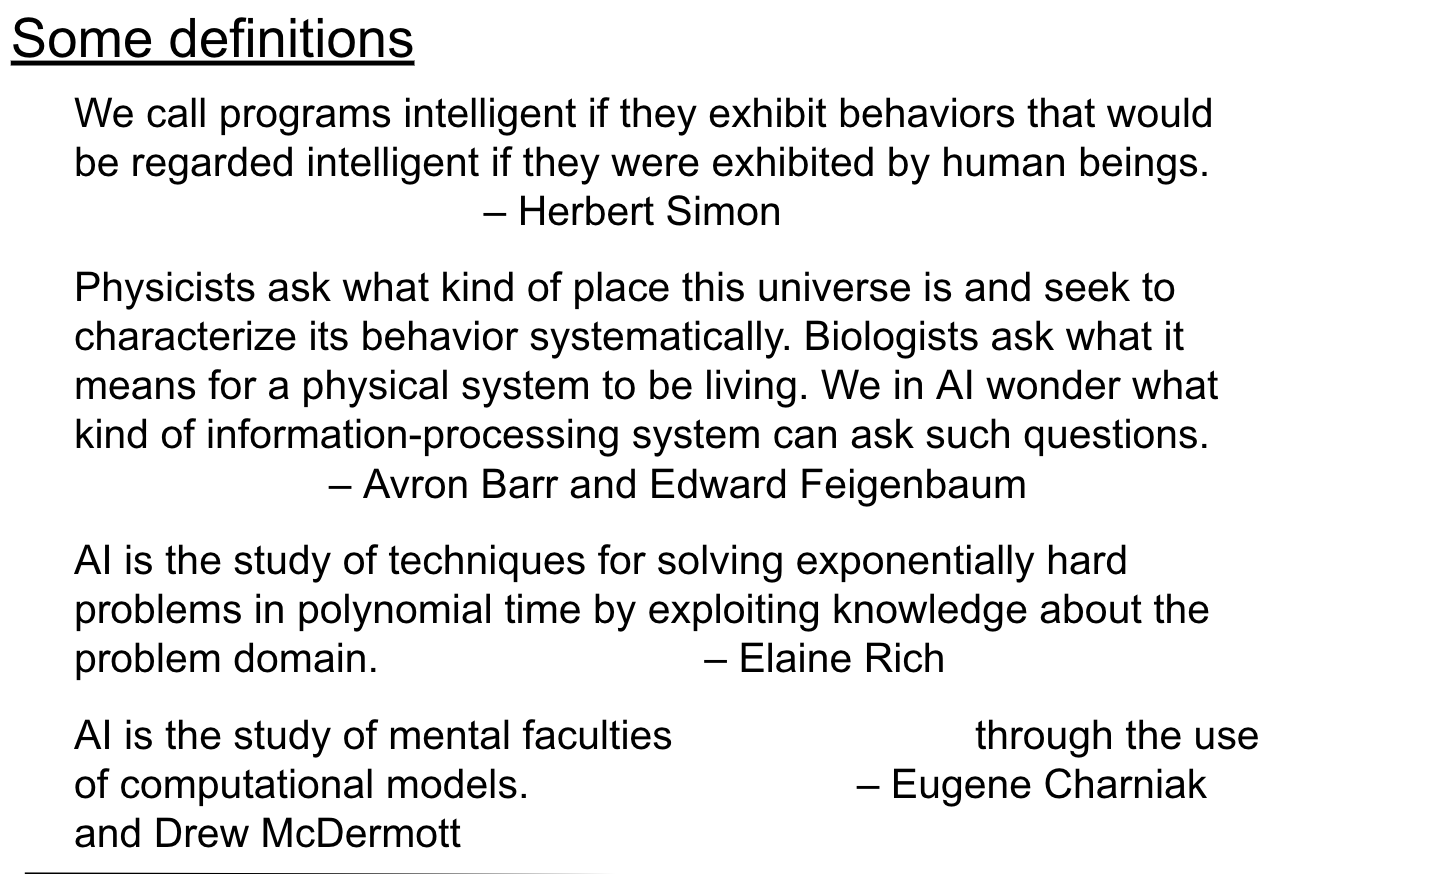 Some definitions
We call programs intelligent if they exhibit behaviors that would
be regarded intelligent if they were exhibited by human beings.
– Herbert Simon
Physicists ask what kind of place this universe is and seek to
characterize its behavior systematically. Biologists ask what it
means for a physical system to be living. We in AI wonder what
kind of information-processing system can ask such questions.
– Avron Barr and Edward Feigenbaum
AI is the study of techniques for solving exponentially hard
problems in polynomial time by exploiting knowledge about the
problem domain. – Elaine Rich
AI is the study of mental faculties through the use
of computational models. – Eugene Charniak
and Drew McDermott